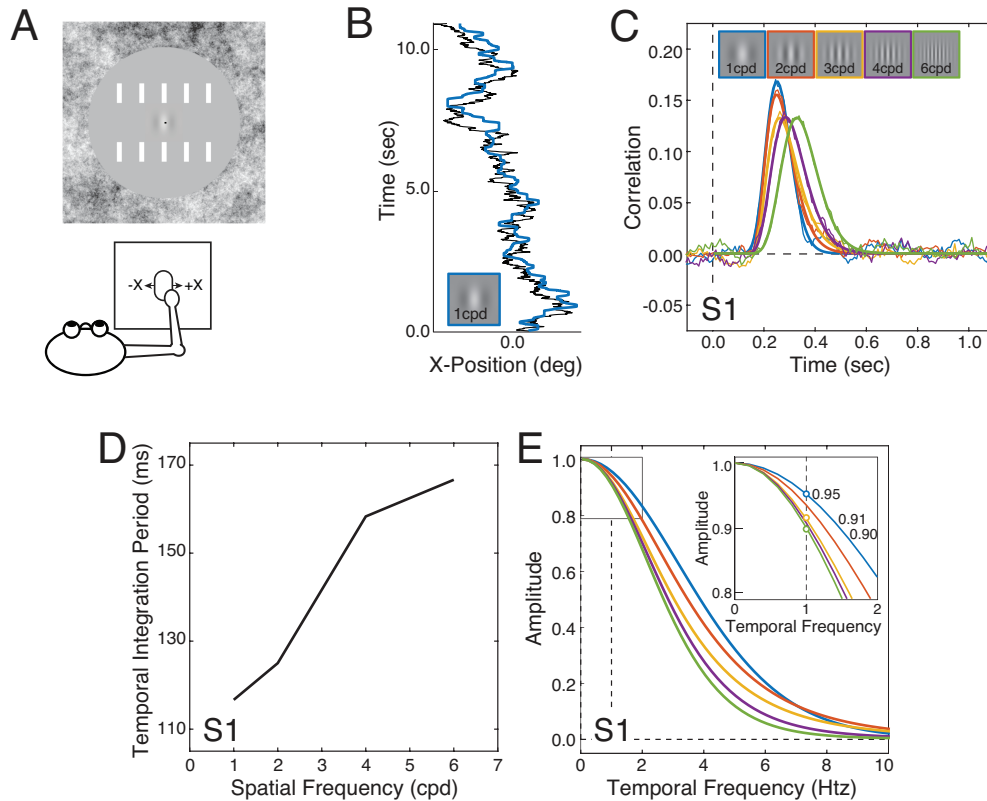 A
-X
+X
B
Time (sec)
10.0
5.0
0.0
1cpd
0.0
X-Position (deg)
C
Correlation
0.20
0.15
0.10
0.05
0.00
-0.05
1cpd 2cpd 3cpd 4cpd 6cpd
S1
0.0 0.2 0.4 0.6 0.8 1.0
Time (sec)
D
Temporal Integration Period (ms)
170
150
130
110
S1
0 1 2 3 4 5 6 7
Spatial Frequency (cpd)
E
Amplitude
1.0
0.8
0.6
0.4
0.2
0.0
S1
0 2 4 6 8 10
Temporal Frequency (Htz)
Amplitude
1.0
0.9
0.8
0.95
0.91
0.90
0 1 2
Temporal Frequency